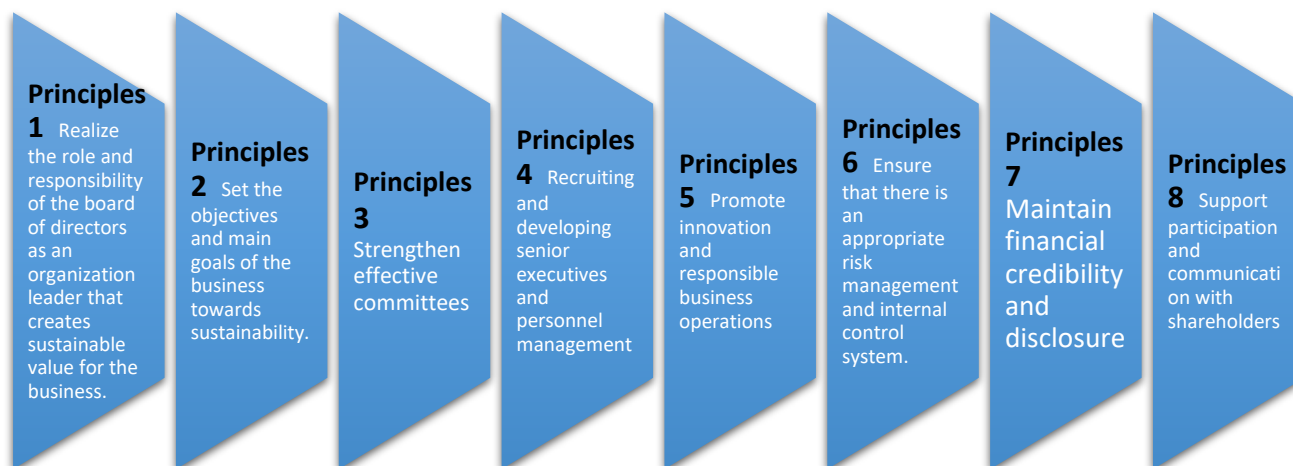 Principles
1 Realize
the role and
responsibility
of the board
of directors
as an
organization
leader that
creates
sustainable
value for the
business.
Principles
2 Set the
objectives
and main
goals of the
business
towards
sustainability.
Principles
3
Strengthen
effective
committees
Principles
4 Recruiting
and
developing
senior
executives
and
personnel
management
Principles
5 Promote
innovation
and
responsible
business
operations
Principles
6 Ensure
that there is
an
appropriate
risk
management
and internal
control
system.
Principles
7
Maintain
financial
credibility
and
disclosure
Principles
8 Support
participation
and
communicati
on with
shareholders